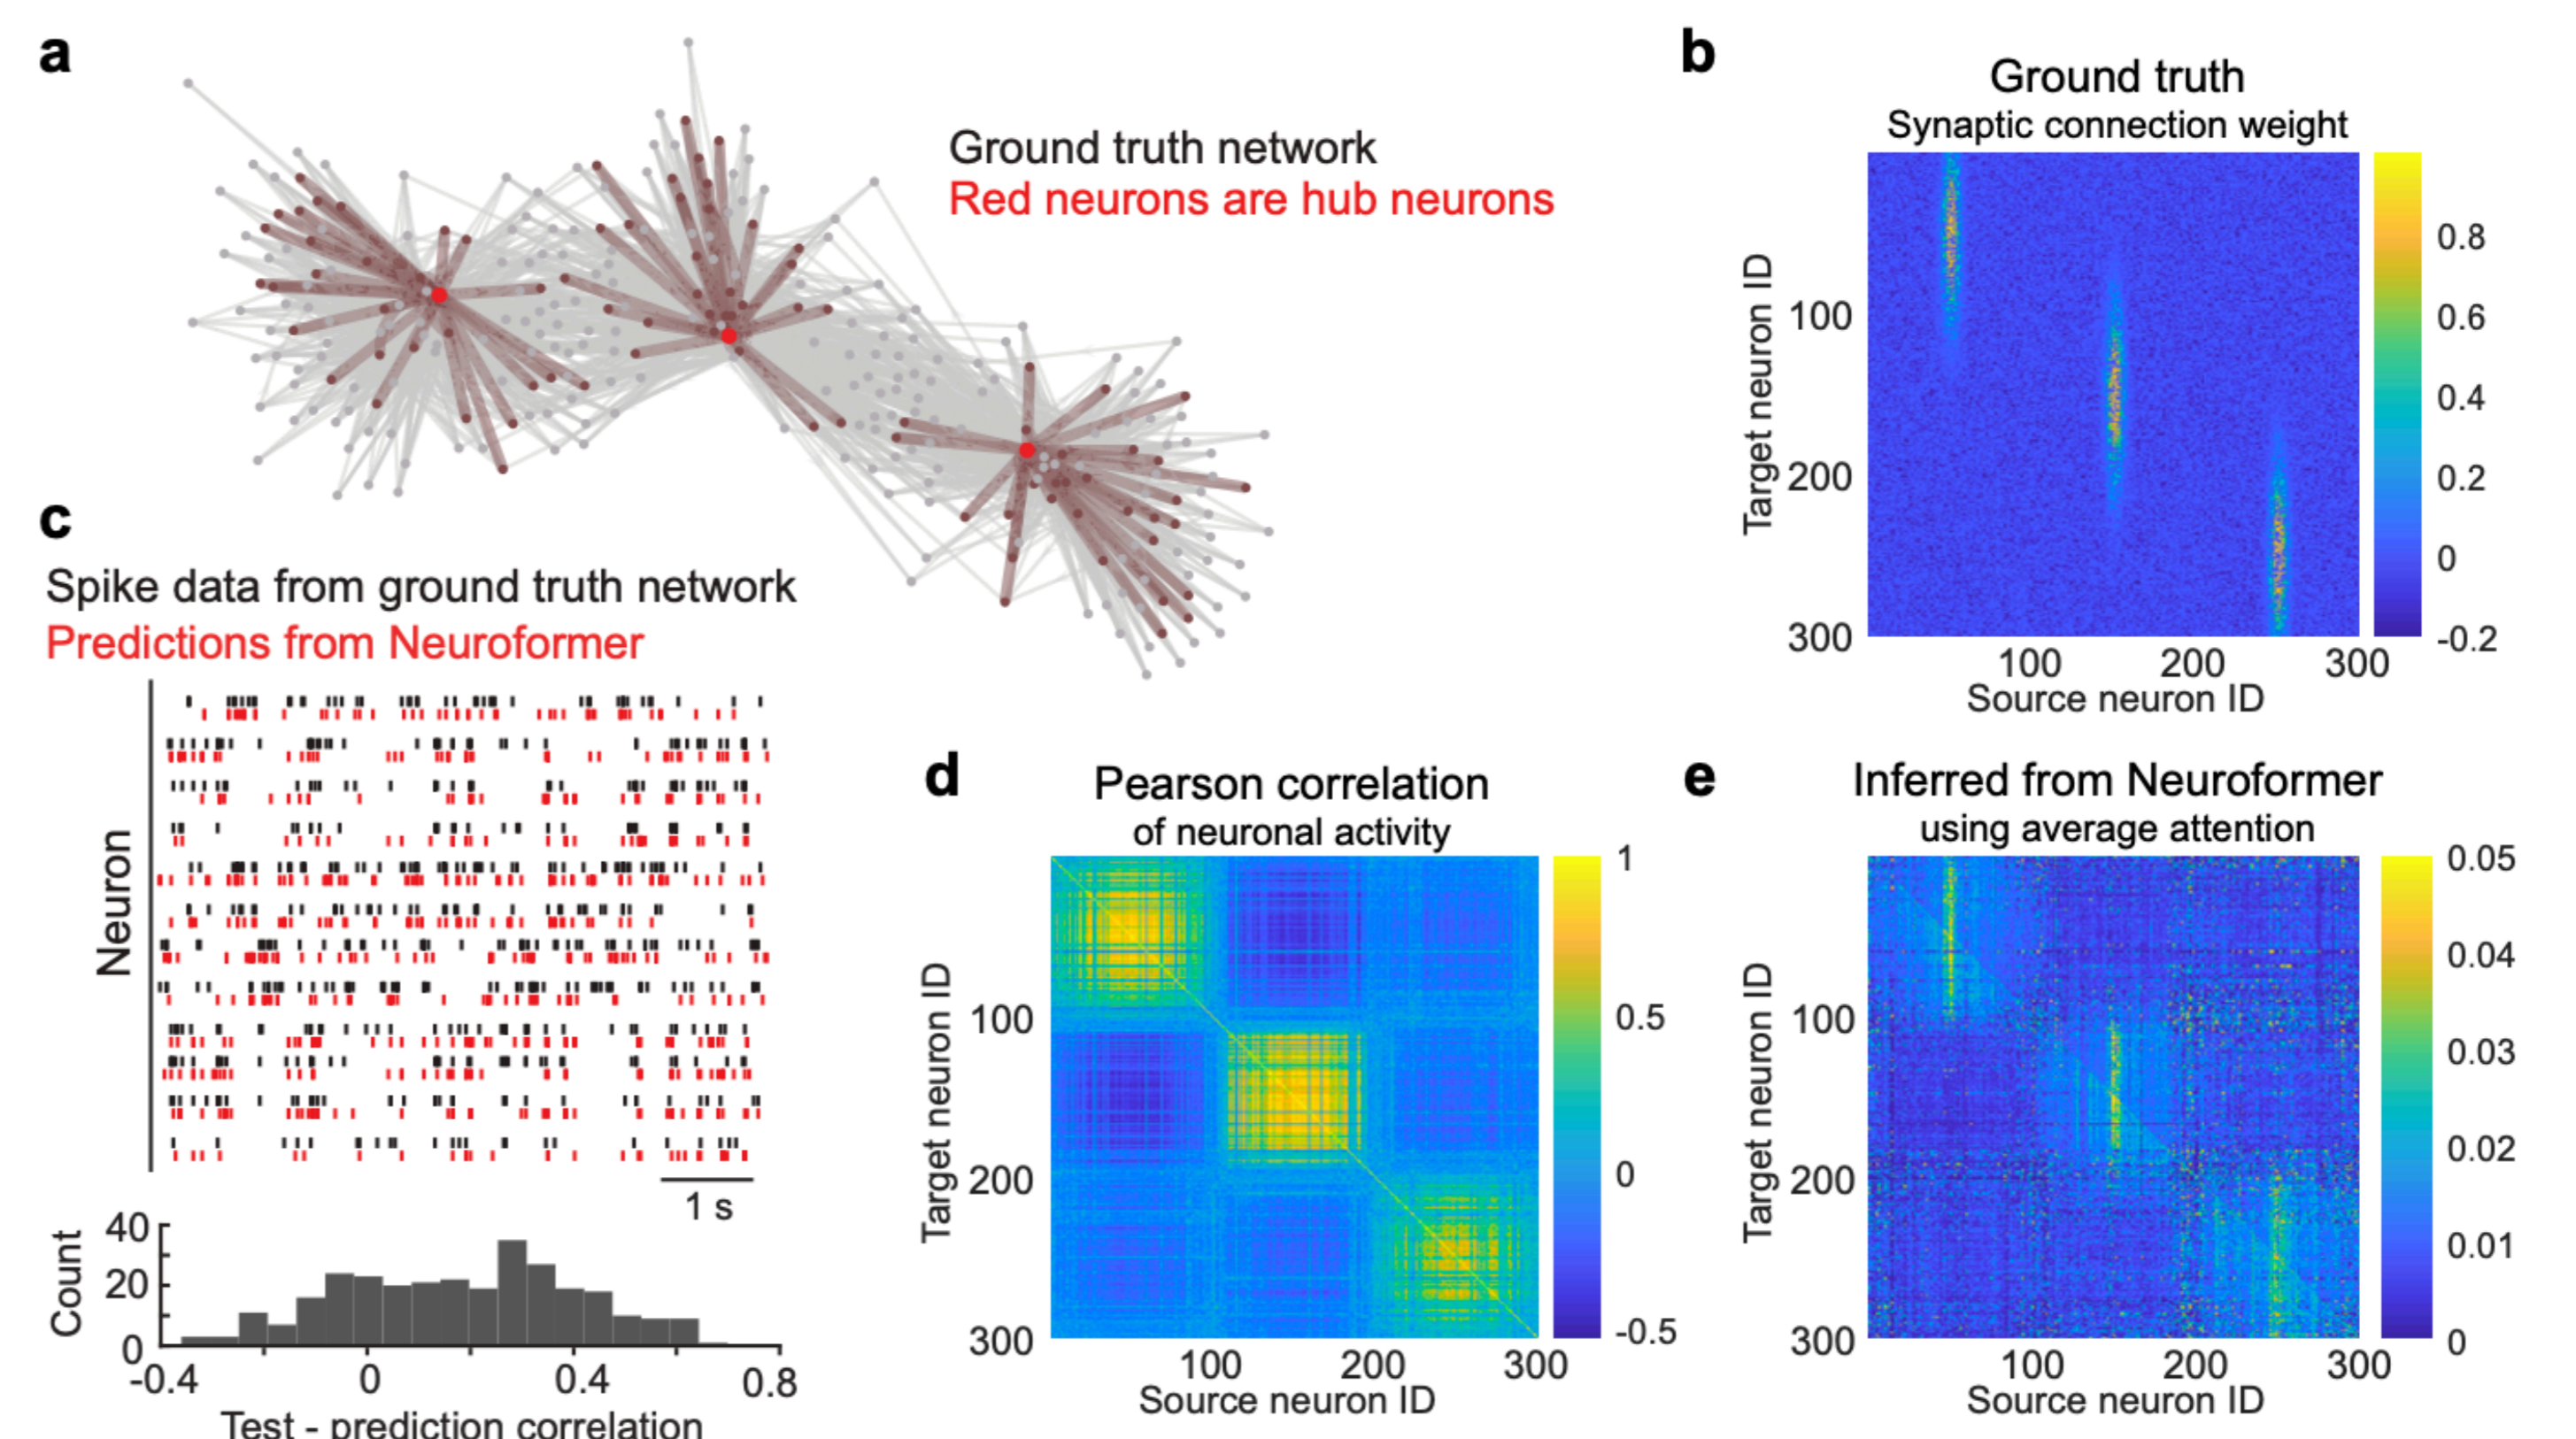 a
Ground truth network
Red neurons are hub neurons
b
Ground truth
Synaptic connection weight
Target neuron ID
100
200
300
100 200 300
Source neuron ID
0.8
0.6
0.4
0.2
0
-0.2
c
Spike data from ground truth network
Predictions from Neuroformer
Neuron
1 s
Count
40
20
0
-0.4 0 0.4 0.8
Test - prediction correlation
d
Pearson correlation
of neuronal activity
Target neuron ID
100
200
300
100 200 300
Source neuron ID
1
0.5
0
-0.5
e
Inferred from Neuroformer
using average attention
Target neuron ID
100
200
300
100 200 300
Source neuron ID
0.05
0.04
0.03
0.02
0.01
0